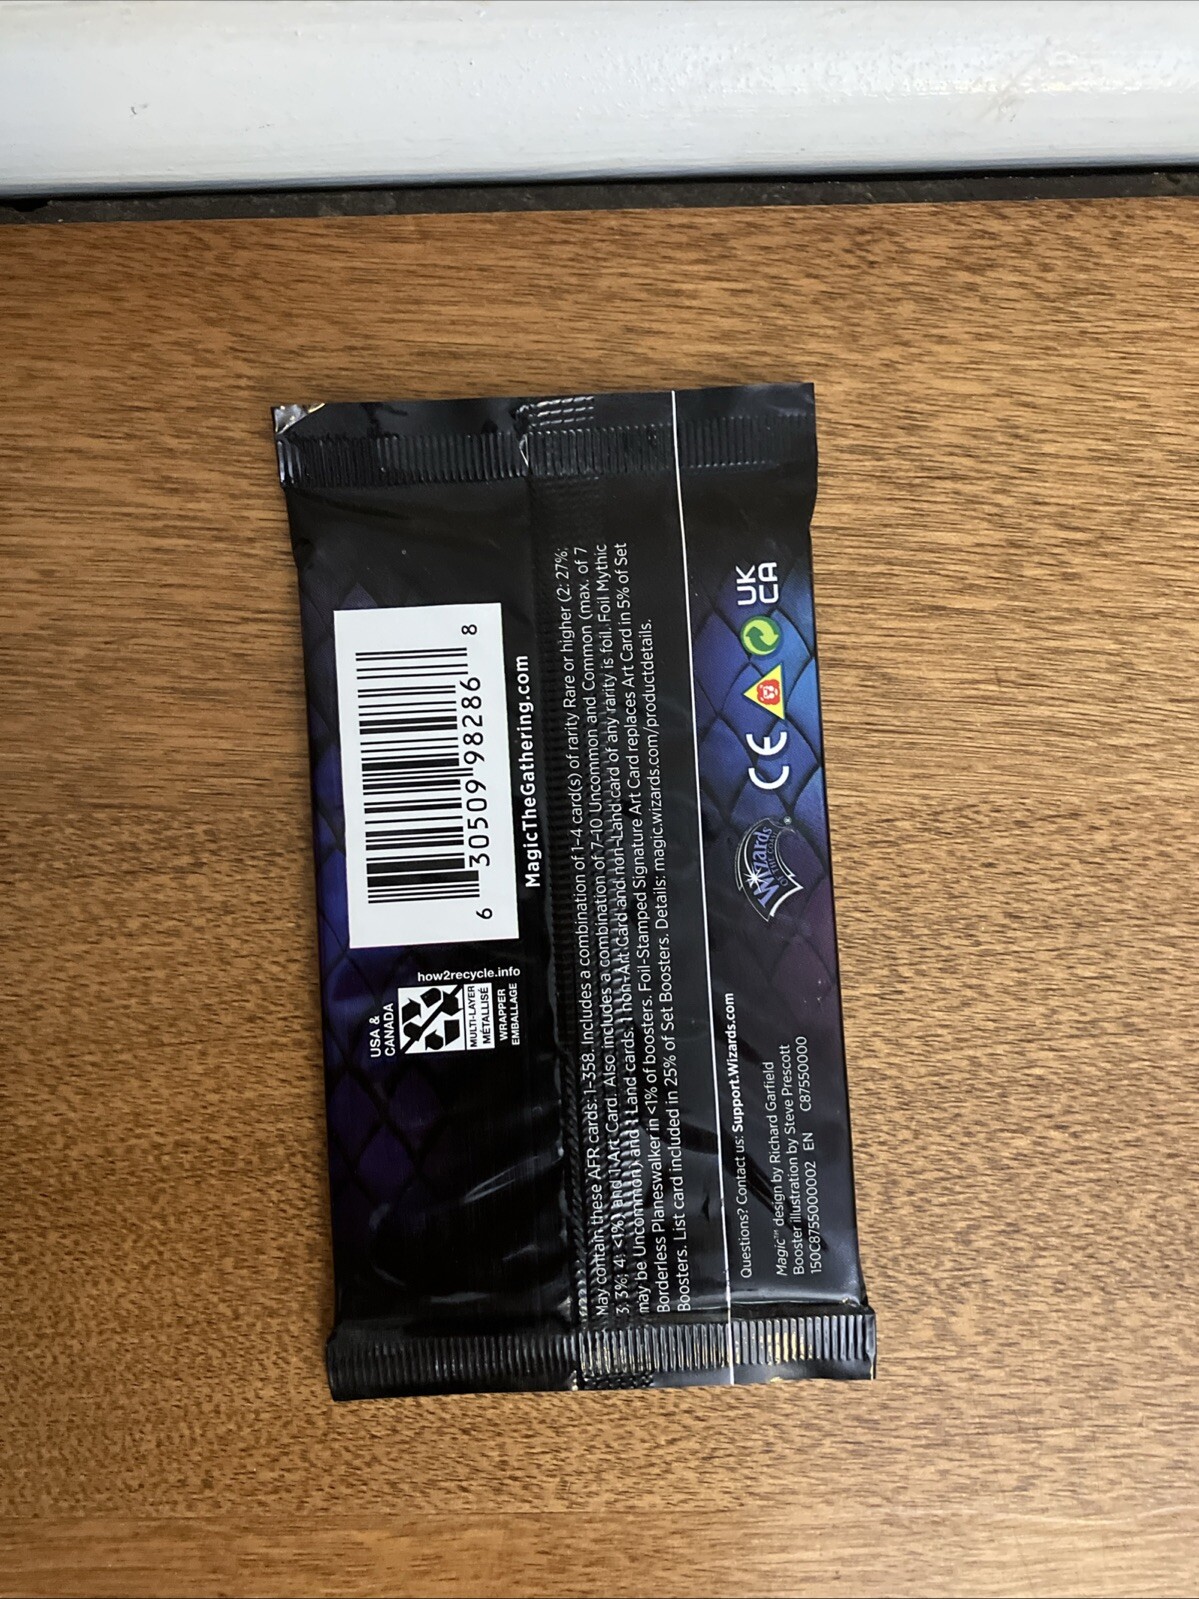 USA &
CANADA
how2recycle.info
MULTI-LAYER
MÉTALLISÉ
WRAPPER
EMBALLAGE
6 30509 98286 8
MagicTheGathering.com
May contain these AFR cards: 1-358. Includes a combination of 1-4 card(s) of rarity Rare or higher (2: 27%;
3: 3%; 4: <1%) and 1 Art Card. Also includes a combination of 7-10 Uncommon and Common (max. of 7
may be Uncommon) and 1 Land cards. 1 non-Art Card and non-Land card of any rarity is foil. Foil Mythic
Borderless Planeswalker in <1% of boosters. Foil-Stamped Signature Art Card replaces Art Card in 5% of Set
Boosters. List card included in 25% of Set Boosters. Details: magic.wizards.com/productdetails.
Questions? Contact us: Support.Wizards.com
Magic™ design by Richard Garfield
Booster illustration by Steve Prescott
150C8755000002 EN C87550000
Wizards
OF THE COAST
®
CE
UK
CA